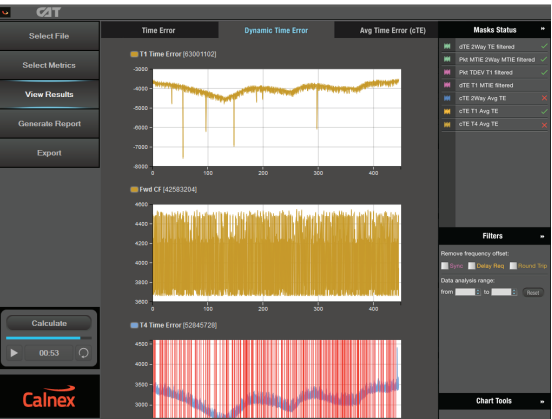 CAT
Select File
Select Metrics
View Results
Generate Report
Export
Calculate
00:53
Calnex
Time Error
Dynamic Time Error
Avg Time Error (cTE)
T1 Time Error [63001102]
-3000
-4000
-5000
-6000
-7000
-8000
0
100
200
300
400
Fwd CF [42583204]
4600
4400
4200
4000
3800
3600
0
100
200
300
400
T4 Time Error [52845728]
4500
4000
3500
3000
Masks Status
dTE 2Way TE filtered
Pkt MTIE 2Way MTIE filtered
Pkt TDEV T1 filtered
dTE T1 MTIE filtered
cTE 2Way Avg TE
cTE T1 Avg TE
cTE T4 Avg TE
Filters
Remove frequency offset:
Sync Delay Req Round Trip
Data analysis range:
from to Reset
Chart Tools